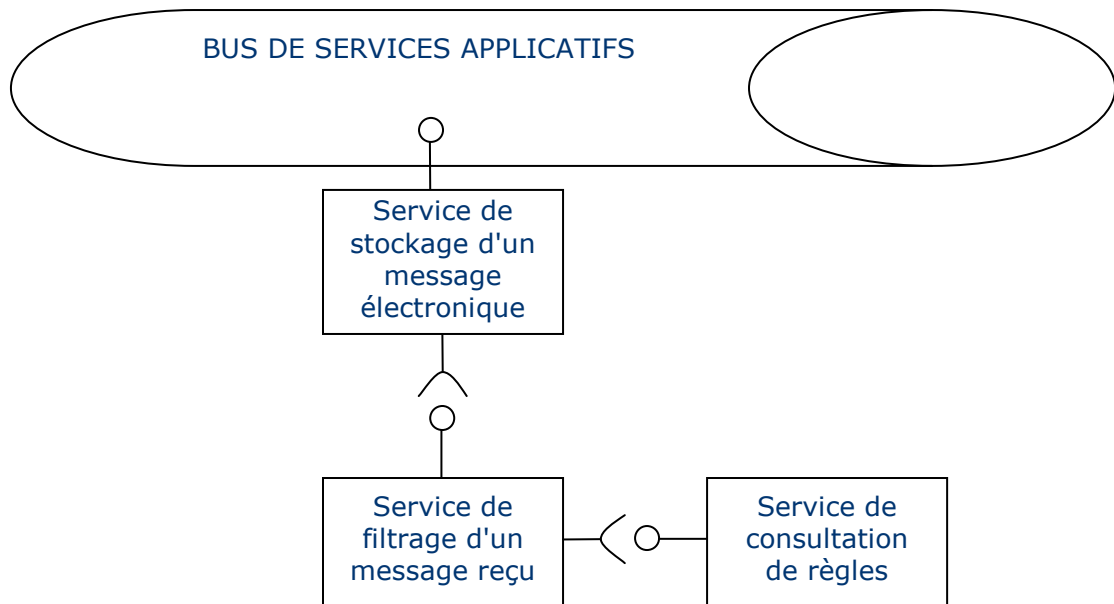 BUS DE SERVICES APPLICATIFS
Service de
stockage d'un
message
électronique
Service de
filtrage d'un
message reçu
Service de
consultation
de règles